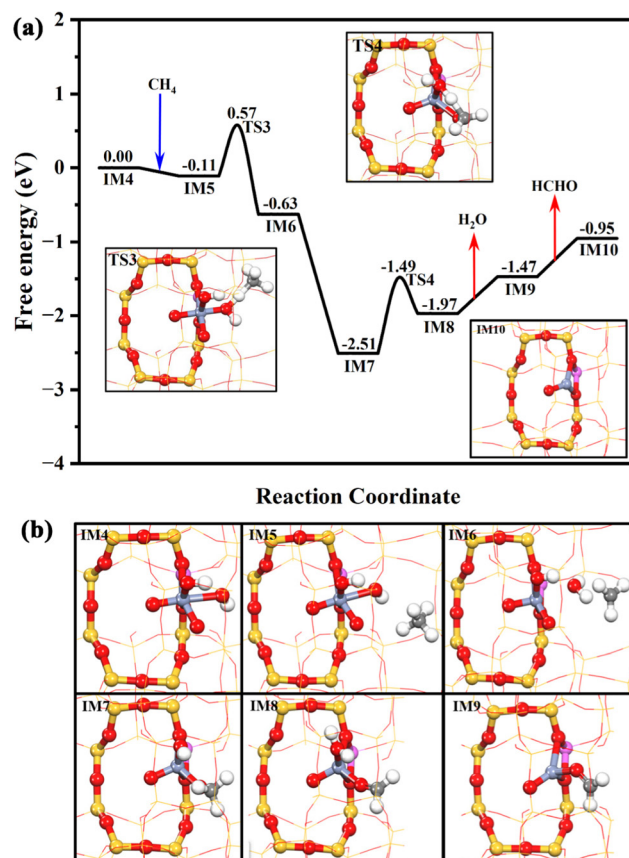 (a)
2
1
0
−1
−2
−3
−4
Free energy (eV)
Reaction Coordinate
CH4
0.00
IM4
-0.11
IM5
0.57
TS3
-0.63
IM6
−2.51
IM7
−1.49
TS4
−1.97
IM8
H2O
−1.47
IM9
HCHO
−0.95
IM10
TS4
TS3
IM10
(b)
IM4
IM5
IM6
IM7
IM8
IM9